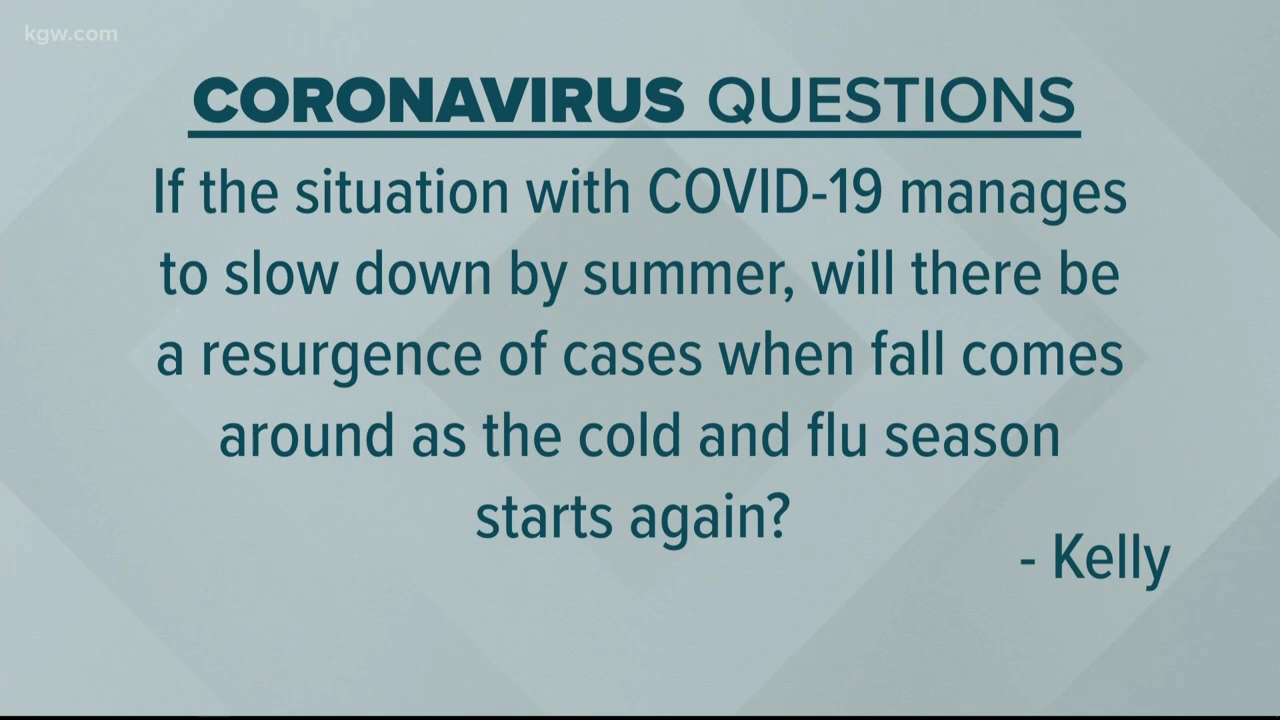 kgw.com
CORONAVIRUS QUESTIONS
If the situation with COVID-19 manages
to slow down by summer, will there be
a resurgence of cases when fall comes
around as the cold and flu season
starts again?
- Kelly